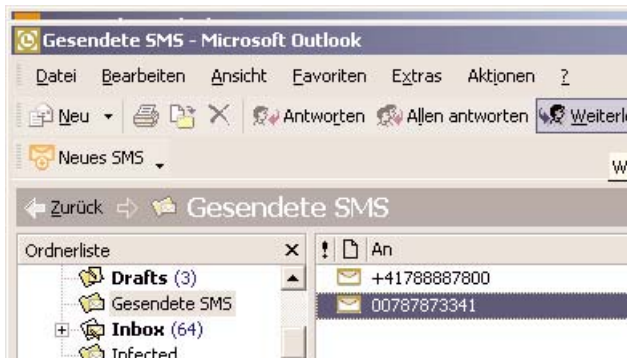 Gesendete SMS - Microsoft Outlook
Datei Bearbeiten Ansicht Favoriten Extras Aktionen ?
Neu Antworten Allen antworten Weiterle
Neues SMS
W
Zurück Gesendete SMS
Ordnerliste × ! An
Drafts (3) +41788887800
Gesendete SMS 00787873341
Inbox (64)
Infected